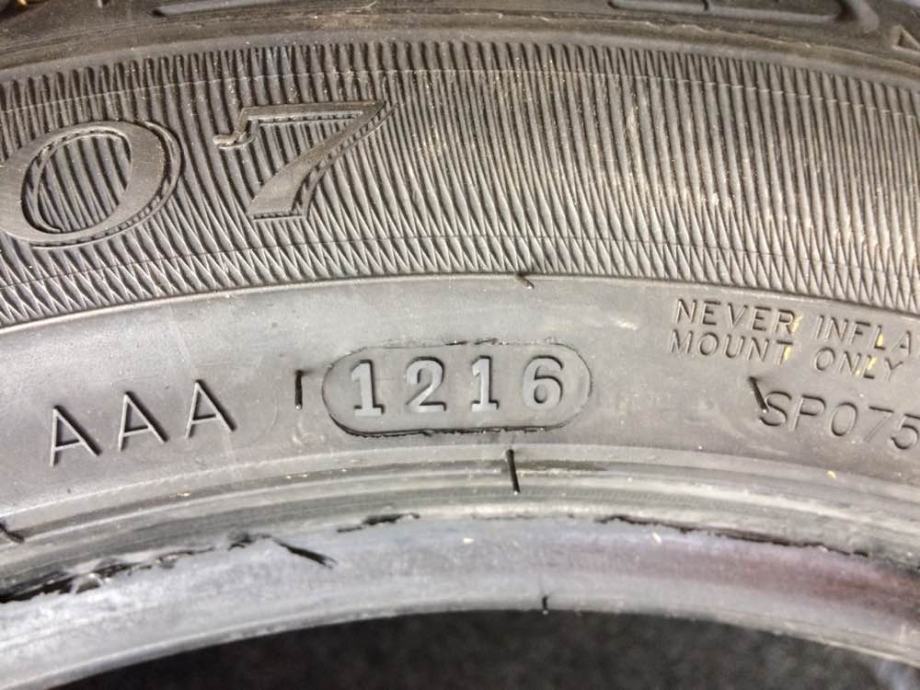 07
NEVER INFLA
MOUNT ONLY
AAA 1216
SP075